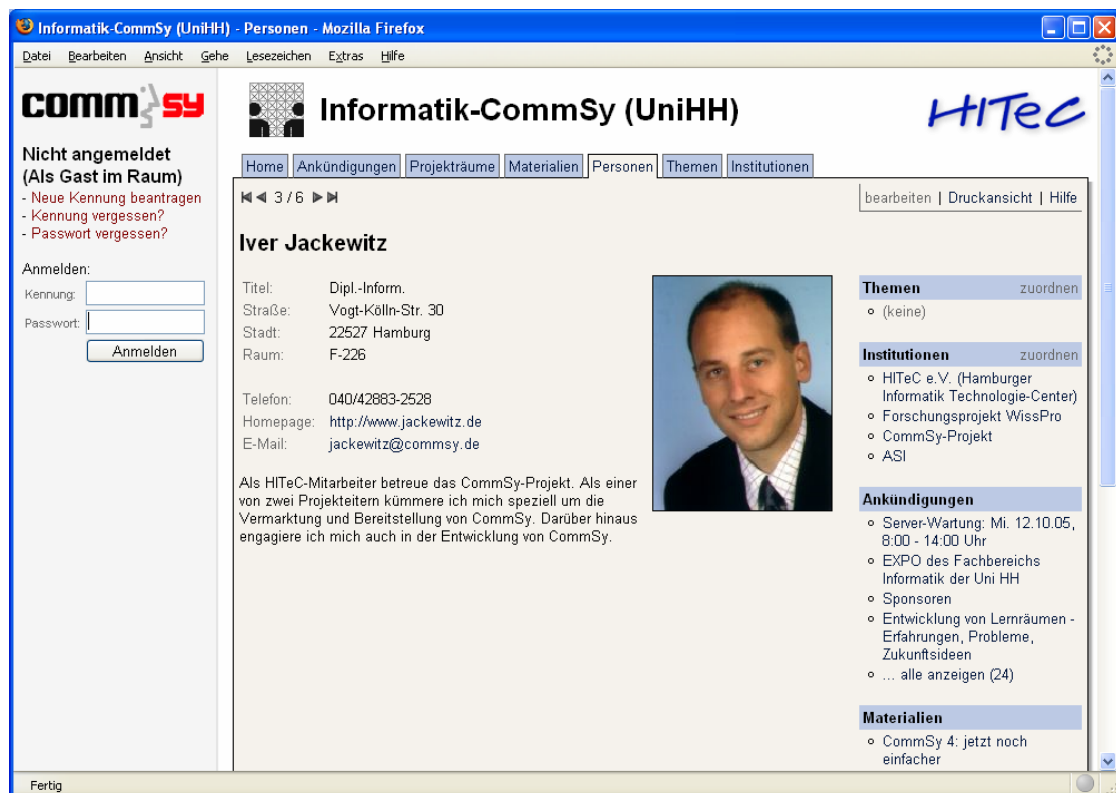 Informatik-CommSy (UniHH) - Personen - Mozilla Firefox
Datei Bearbeiten Ansicht Gehe Lesezeichen Extras Hilfe
commsy
Nicht angemeldet
(Als Gast im Raum)
- Neue Kennung beantragen
- Kennung vergessen?
- Passwort vergessen?
Anmelden:
Kennung:
Passwort:
Anmelden
Informatik-CommSy (UniHH)
HITeC
Home Ankündigungen Projekträume Materialien Personen Themen Institutionen
3 / 6
bearbeiten | Druckansicht | Hilfe
Iver Jackewitz
Titel: Dipl.-Inform.
Straße: Vogt-Kölln-Str. 30
Stadt: 22527 Hamburg
Raum: F-226
Telefon: 040/42883-2528
Homepage: http://www.jackewitz.de
E-Mail: jackewitz@commsy.de
Als HITeC-Mitarbeiter betreue das CommSy-Projekt. Als einer
von zwei Projekteitern kümmere ich mich speziell um die
Vermarktung und Bereitstellung von CommSy. Darüber hinaus
engagiere ich mich auch in der Entwicklung von CommSy.
Themen zuordnen
(keine)
Institutionen zuordnen
HITeC e.V. (Hamburger
Informatik Technologie-Center)
Forschungsprojekt WissPro
CommSy-Projekt
ASI
Ankündigungen
Server-Wartung: Mi. 12.10.05,
8:00 - 14:00 Uhr
EXPO des Fachbereichs
Informatik der Uni HH
Sponsoren
Entwicklung von Lernräumen -
Erfahrungen, Probleme,
Zukunftsideen
... alle anzeigen (24)
Materialien
CommSy 4: jetzt noch
einfacher
Fertig